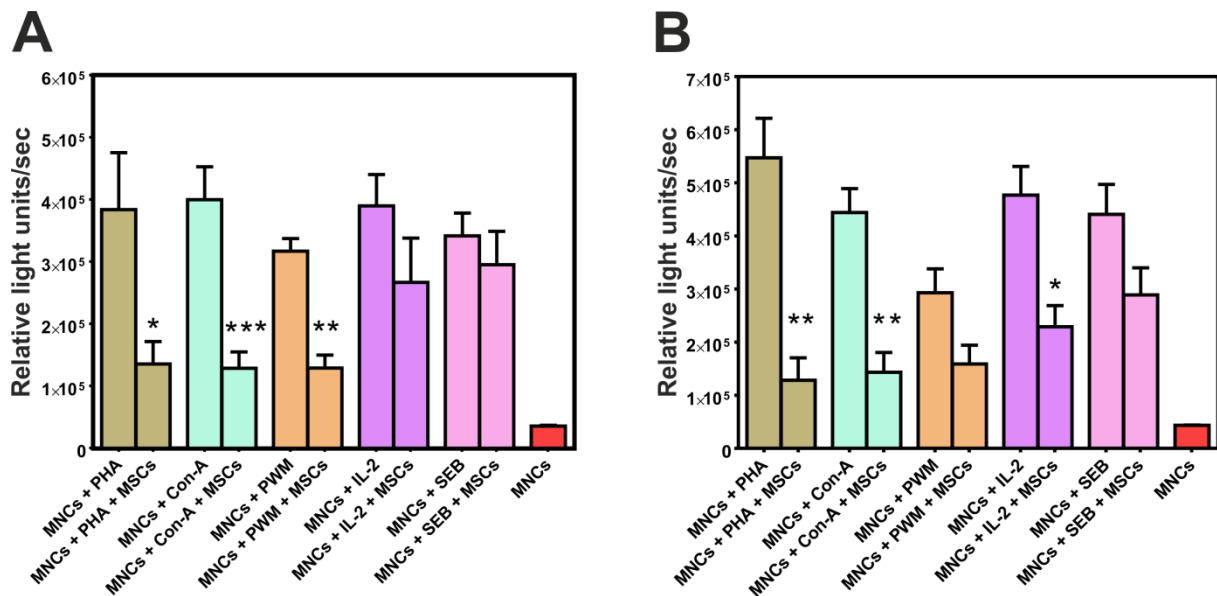 A
Relative light units/sec
6×10⁵
5×10⁵
4×10⁵
3×10⁵
2×10⁵
1×10⁵
0
*
***
**
MNCs + PHA
MNCs + PHA + MSCs
MNCs + Con-A
MNCs + Con-A + MSCs
MNCs + PWM
MNCs + PWM + MSCs
MNCs + IL-2
MNCs + IL-2 + MSCs
MNCs + SEB
MNCs + SEB + MSCs
MNCs
B
Relative light units/sec
7×10⁵
6×10⁵
5×10⁵
4×10⁵
3×10⁵
2×10⁵
1×10⁵
0
**
**
*
MNCs + PHA
MNCs + PHA + MSCs
MNCs + Con-A
MNCs + Con-A + MSCs
MNCs + PWM
MNCs + PWM + MSCs
MNCs + IL-2
MNCs + IL-2 + MSCs
MNCs + SEB
MNCs + SEB + MSCs
MNCs